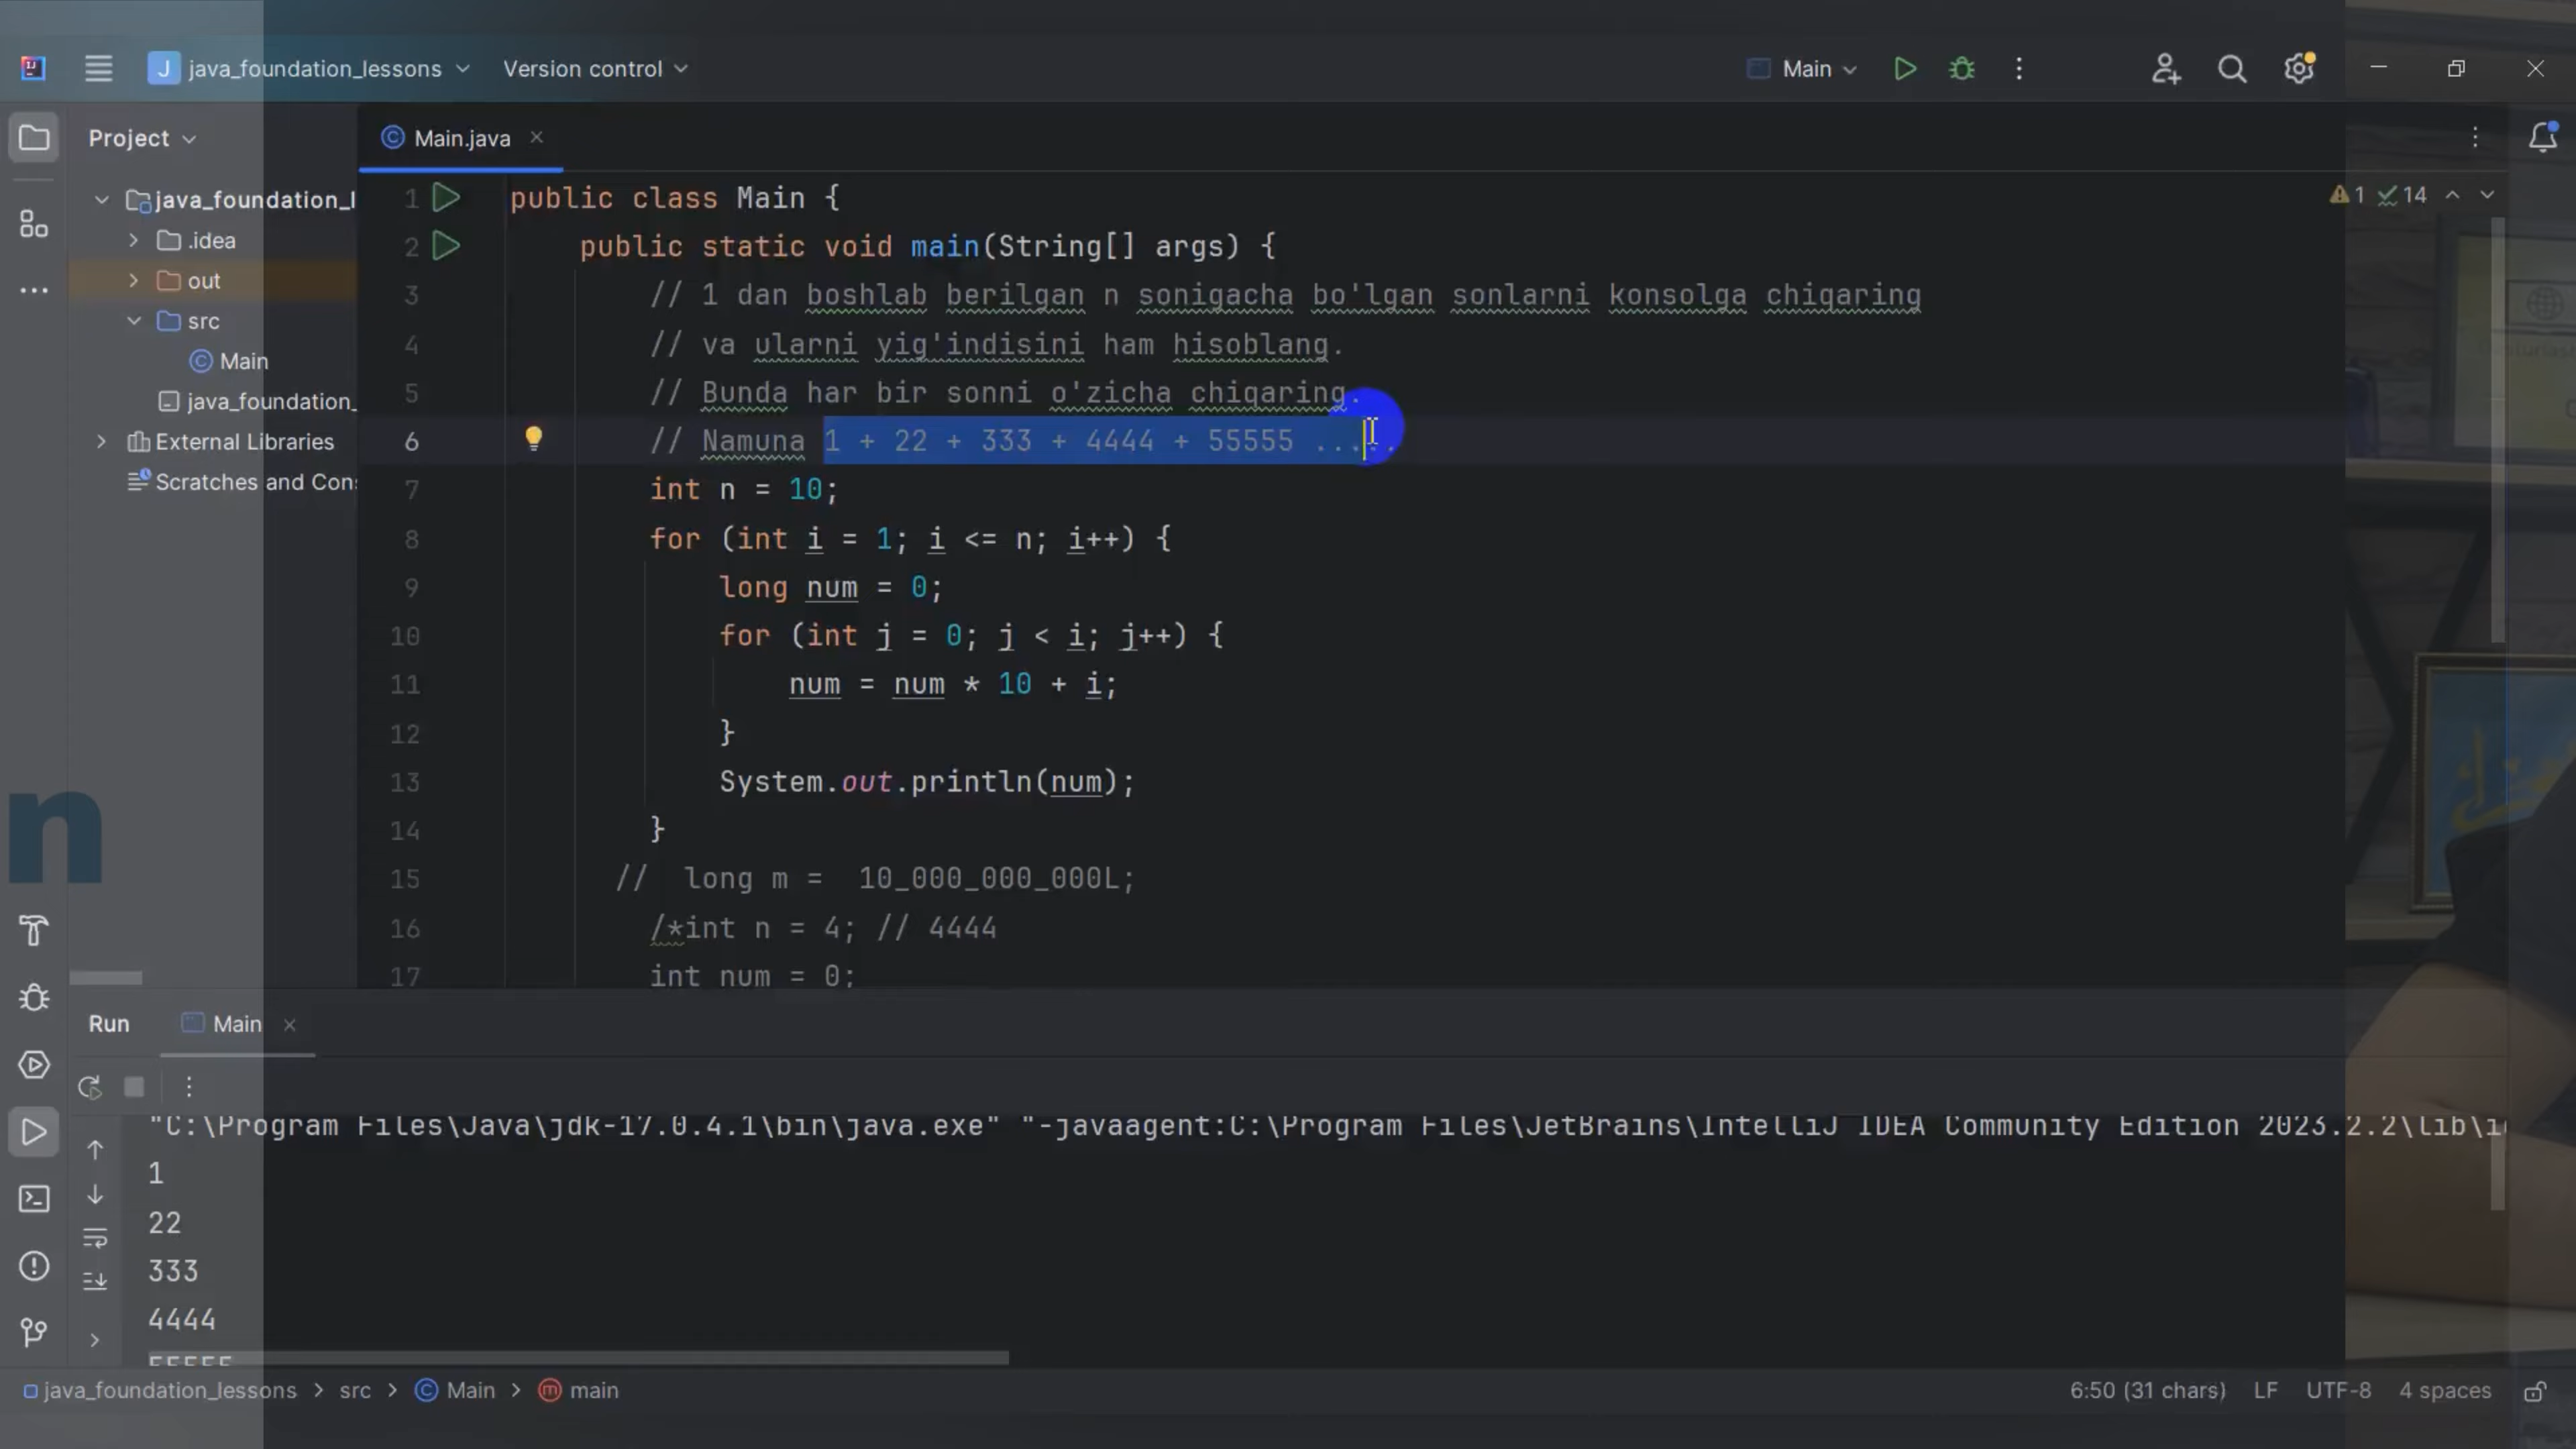 java_foundation_lessons Version control Main
Project
Main.java
java_foundation_l
.idea
out
src
Main
java_foundation_
External Libraries
Scratches and Con
1 public class Main {
2 public static void main(String[] args) {
3 // 1 dan boshlab berilgan n sonigacha bo'lgan sonlarni konsolga chiqaring
4 // va ularni yig'indisini ham hisoblang.
5 // Bunda har bir sonni o'zicha chiqaring.
6 // Namuna 1 + 22 + 333 + 4444 + 55555 .....
7 int n = 10;
8 for (int i = 1; i <= n; i++) {
9 long num = 0;
10 for (int j = 0; j < i; j++) {
11 num = num * 10 + i;
12 }
13 System.out.println(num);
14 }
15 // long m = 10_000_000_000L;
16 /*int n = 4; // 4444
17 int num = 0;
1 14
n
Run Main
"C:\Program Files\Java\jdk-17.0.4.1\bin\java.exe" "-javaagent:C:\Program Files\JetBrains\IntelliJ IDEA Community Edition 2023.2.2\lib\i
1
22
333
4444
55555
java_foundation_lessons > src > Main > main
6:50 (31 chars) LF UTF-8 4 spaces